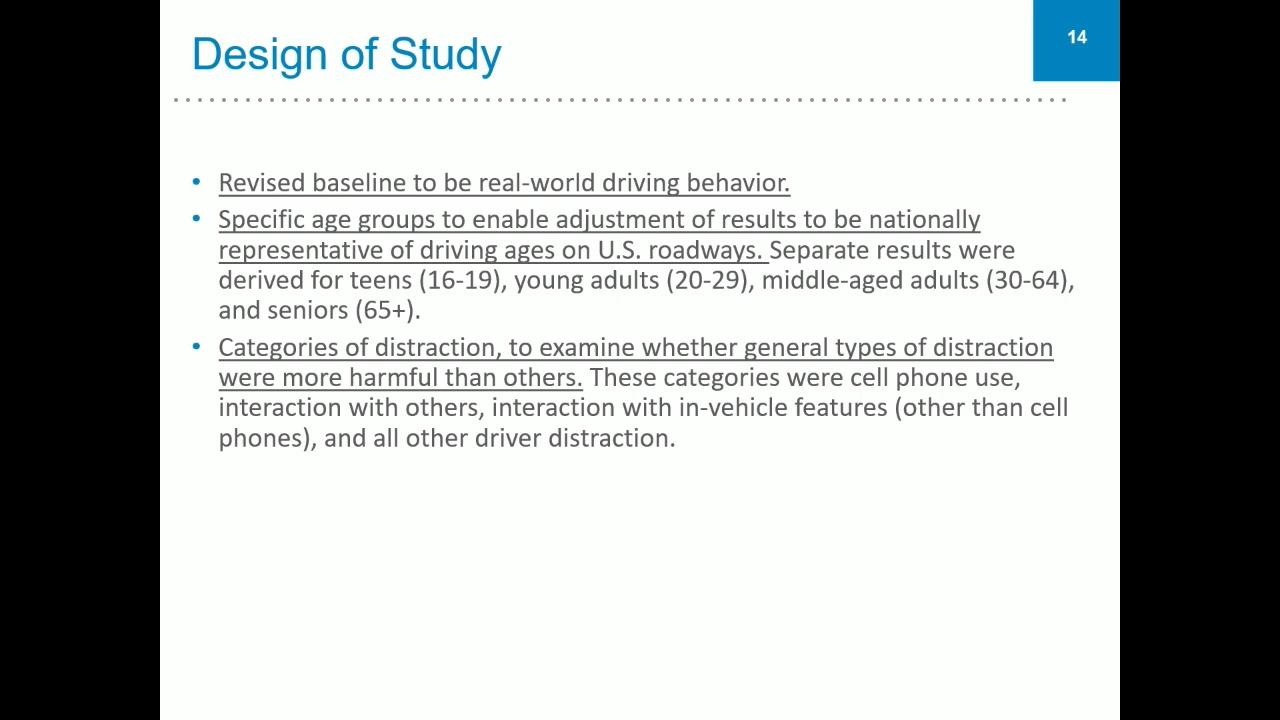 Design of Study
14
• Revised baseline to be real-world driving behavior.
• Specific age groups to enable adjustment of results to be nationally
representative of driving ages on U.S. roadways. Separate results were
derived for teens (16-19), young adults (20-29), middle-aged adults (30-64),
and seniors (65+).
• Categories of distraction, to examine whether general types of distraction
were more harmful than others. These categories were cell phone use,
interaction with others, interaction with in-vehicle features (other than cell
phones), and all other driver distraction.